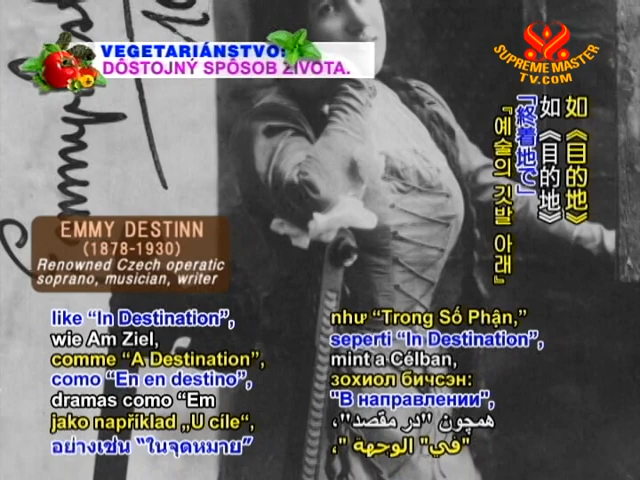 VEGETARIÁNSTVO:
DÔSTOJNÝ SPÔSOB ŽIVOTA.
SUPREME MASTER
TV.COM
如《目的地》
如《目的地》
「終着地で」
『예술의 깃발 아래』
EMMY DESTINN
(1878-1930)
Renowned Czech operatic
soprano, musician, writer
like “In Destination”,
wie Am Ziel,
comme “A Destination”,
como “En en destino”,
dramas como “Em
jako například „U cíle“,
อย่างเช่น “ในจุดหมาย”
như “Trong Số Phận,”
seperti “In Destination”,
mint a Célban,
зохиол бичсэн:
"В направлении",
همچون "در مقصد"،
"في" الوجهة "،